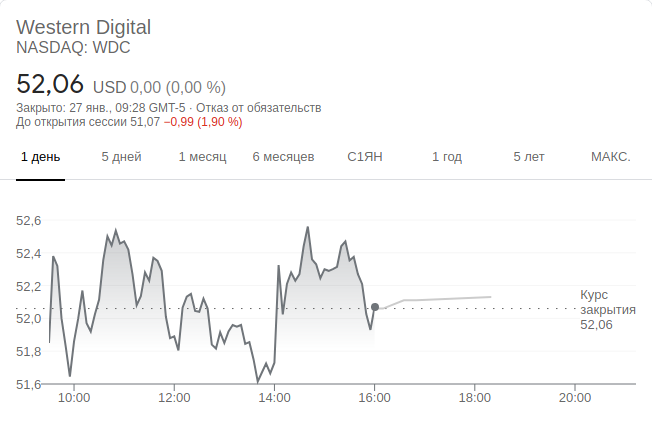 Western Digital
NASDAQ: WDC
52,06 USD 0,00 (0,00 %)
Закрыто: 27 янв., 09:28 GMT-5 · Отказ от обязательств
До открытия сессии 51,07 −0,99 (1,90 %)
1 день 5 дней 1 месяц 6 месяцев С1ЯН 1 год 5 лет МАКС.
52,6
52,4
52,2
52,0
51,8
51,6
Курс
закрытия
52,06
10:00 12:00 14:00 16:00 18:00 20:00